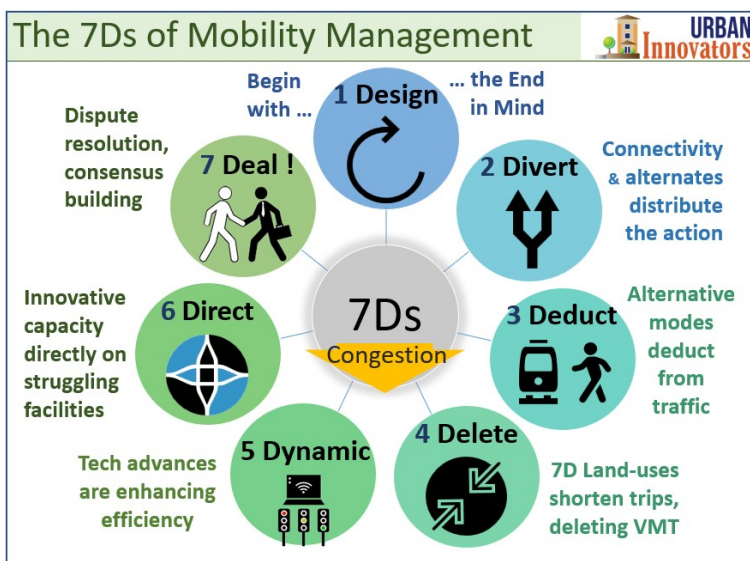 The 7Ds of Mobility Management
URBAN
Innovators
Begin
with ...
1 Design
... the End
in Mind
2 Divert
Connectivity
& alternates
distribute
the action
3 Deduct
Alternative
modes
deduct
from
traffic
4 Delete
7D Land-uses
shorten trips,
deleting VMT
5 Dynamic
Tech advances
are enhancing
efficiency
6 Direct
Innovative
capacity
directly on
struggling
facilities
7 Deal !
Dispute
resolution,
consensus
building
7Ds
Congestion